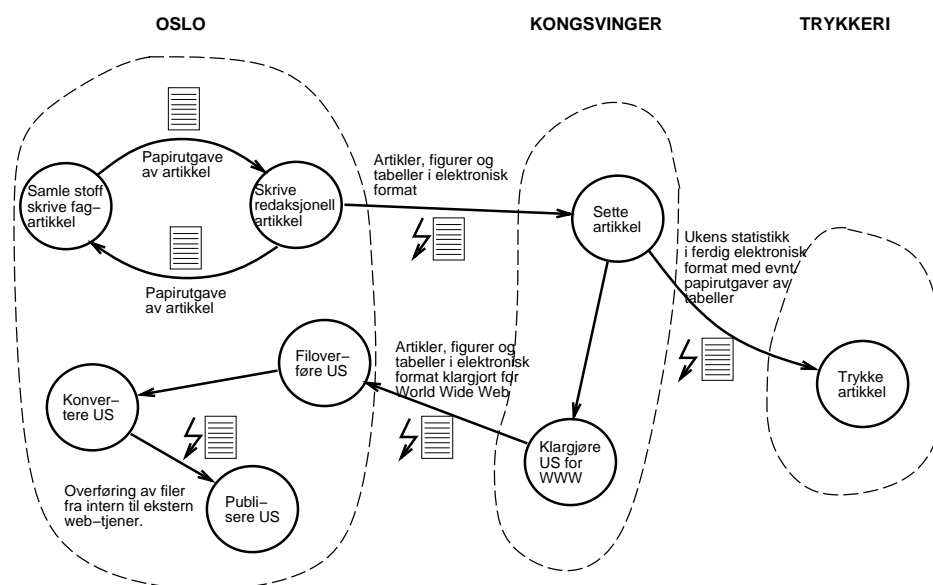 OSLO
KONGSVINGER
TRYKKERI
Papirutgave
av artikkel
Samle stoff
skrive fag−
artikkel
Skrive
redaksjonell
artikkel
Papirutgave
av artikkel
Artikler, figurer og
tabeller i elektronisk
format
Sette
artikkel
Ukens statistikk
i ferdig elektronisk
format med evnt.
papirutgaver av
tabeller
Filover−
føre US
Artikler, figurer og
tabeller i elektronisk
format klargjort for
World Wide Web
Konver−
tere US
Trykke
artikkel
Klargjøre
US for
WWW
Overføring av filer
fra intern til ekstern
web−tjener.
Publi−
sere US